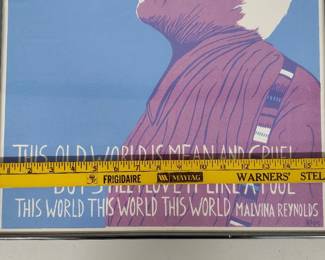 THIS OLD WORLD IS MEAN AND CRUEL
FRIGIDAIRE MAYTAG WARNERS' STEL
BUT STILL I LOVE IT LIKE A FOOL
THIS WORLD THIS WORLD THIS WORLD MALVINA REYNOLDS